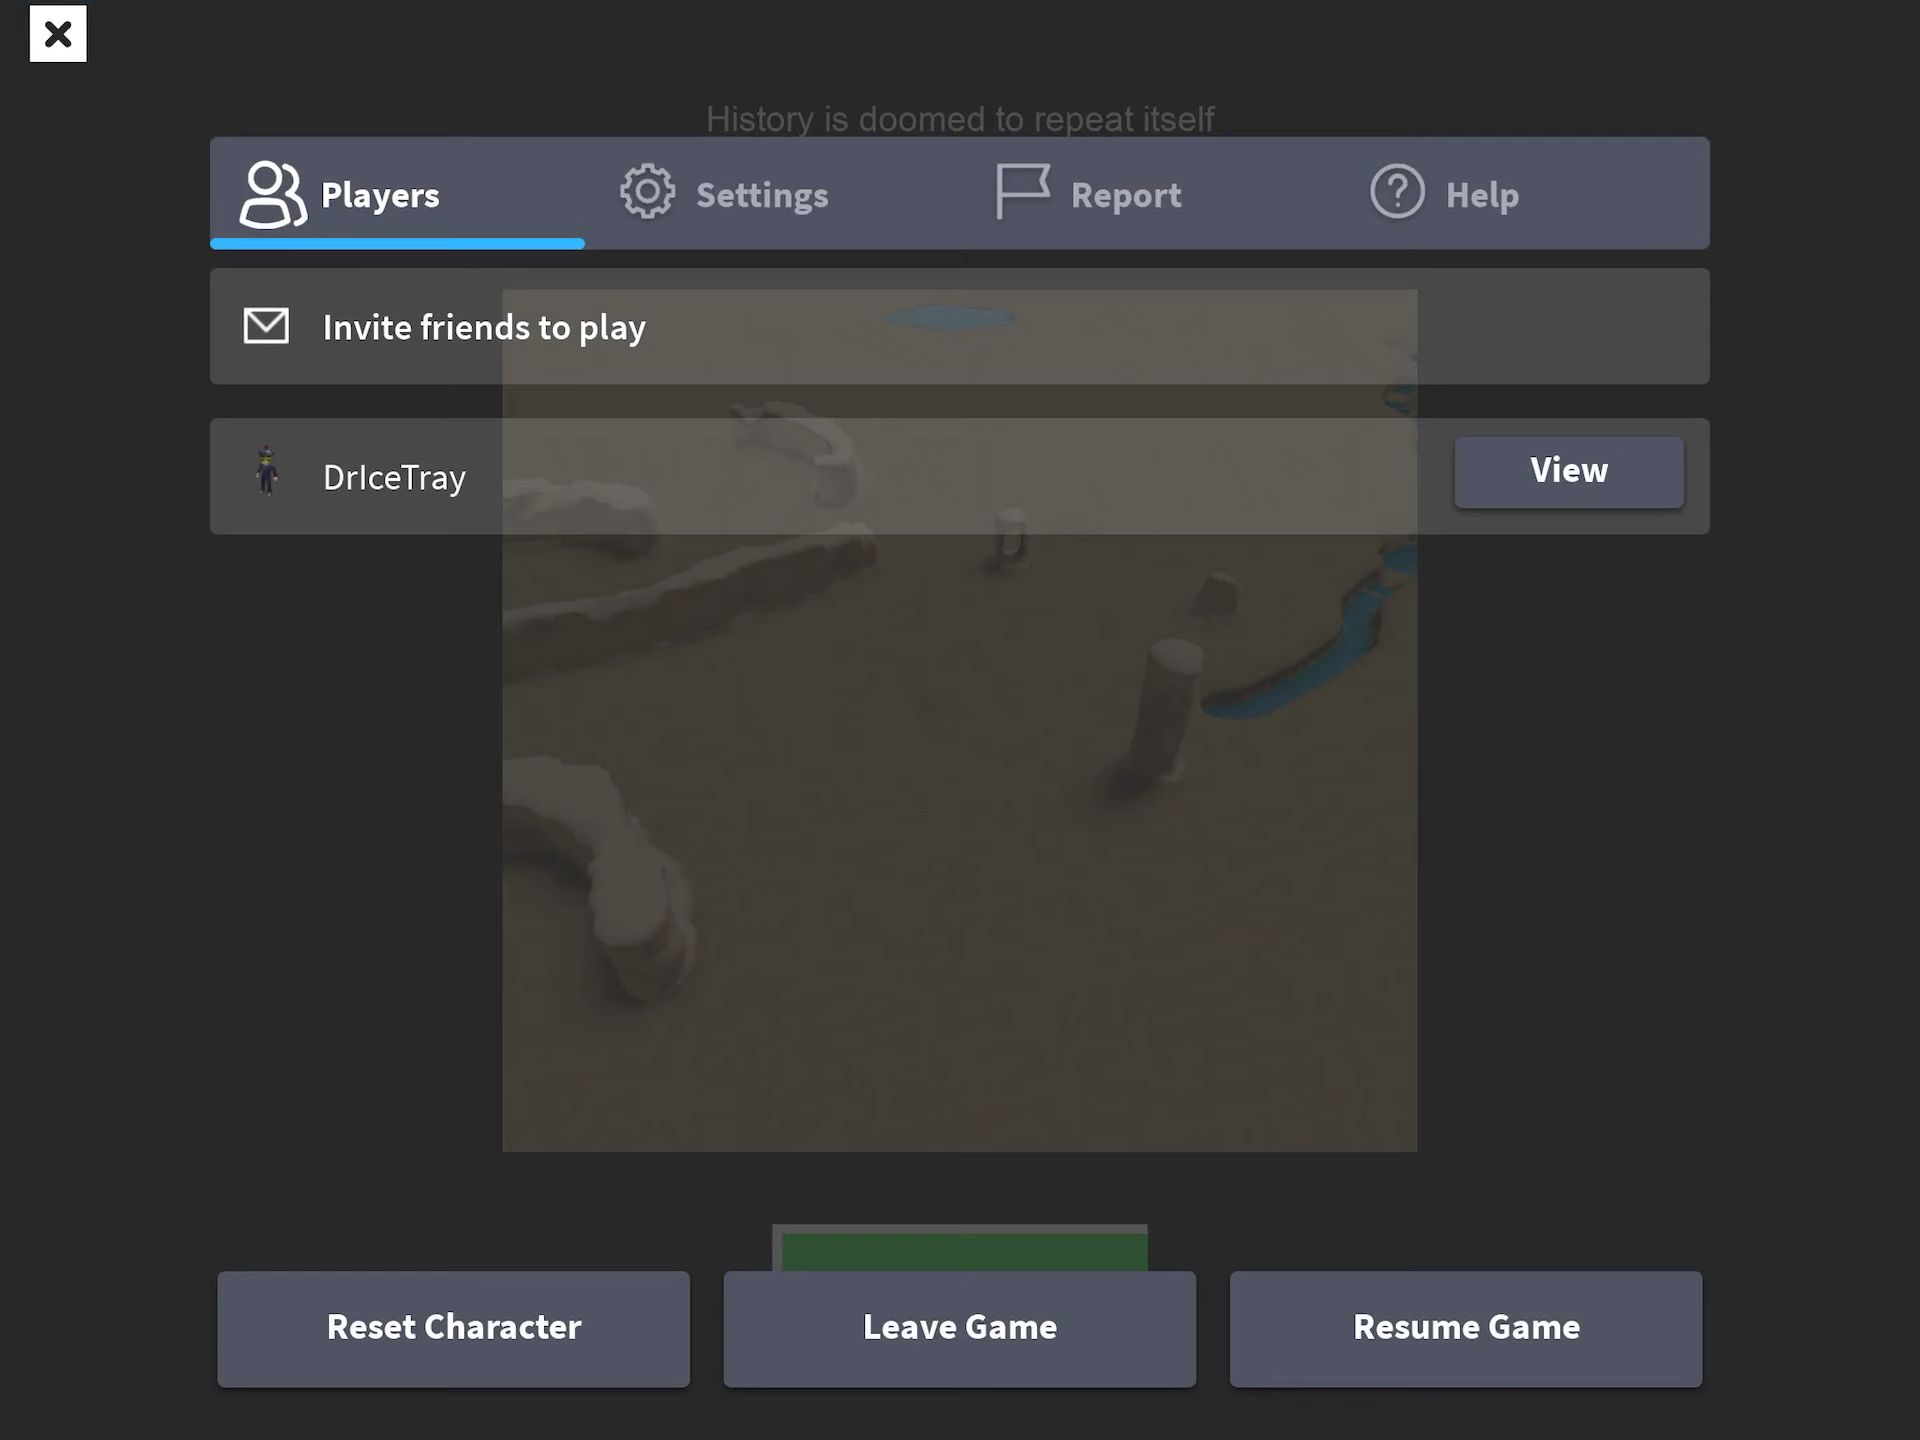 History is doomed to repeat itself
Players
Settings
Report
Help
Invite friends to play
DrIceTray
View
Reset Character
Leave Game
Resume Game